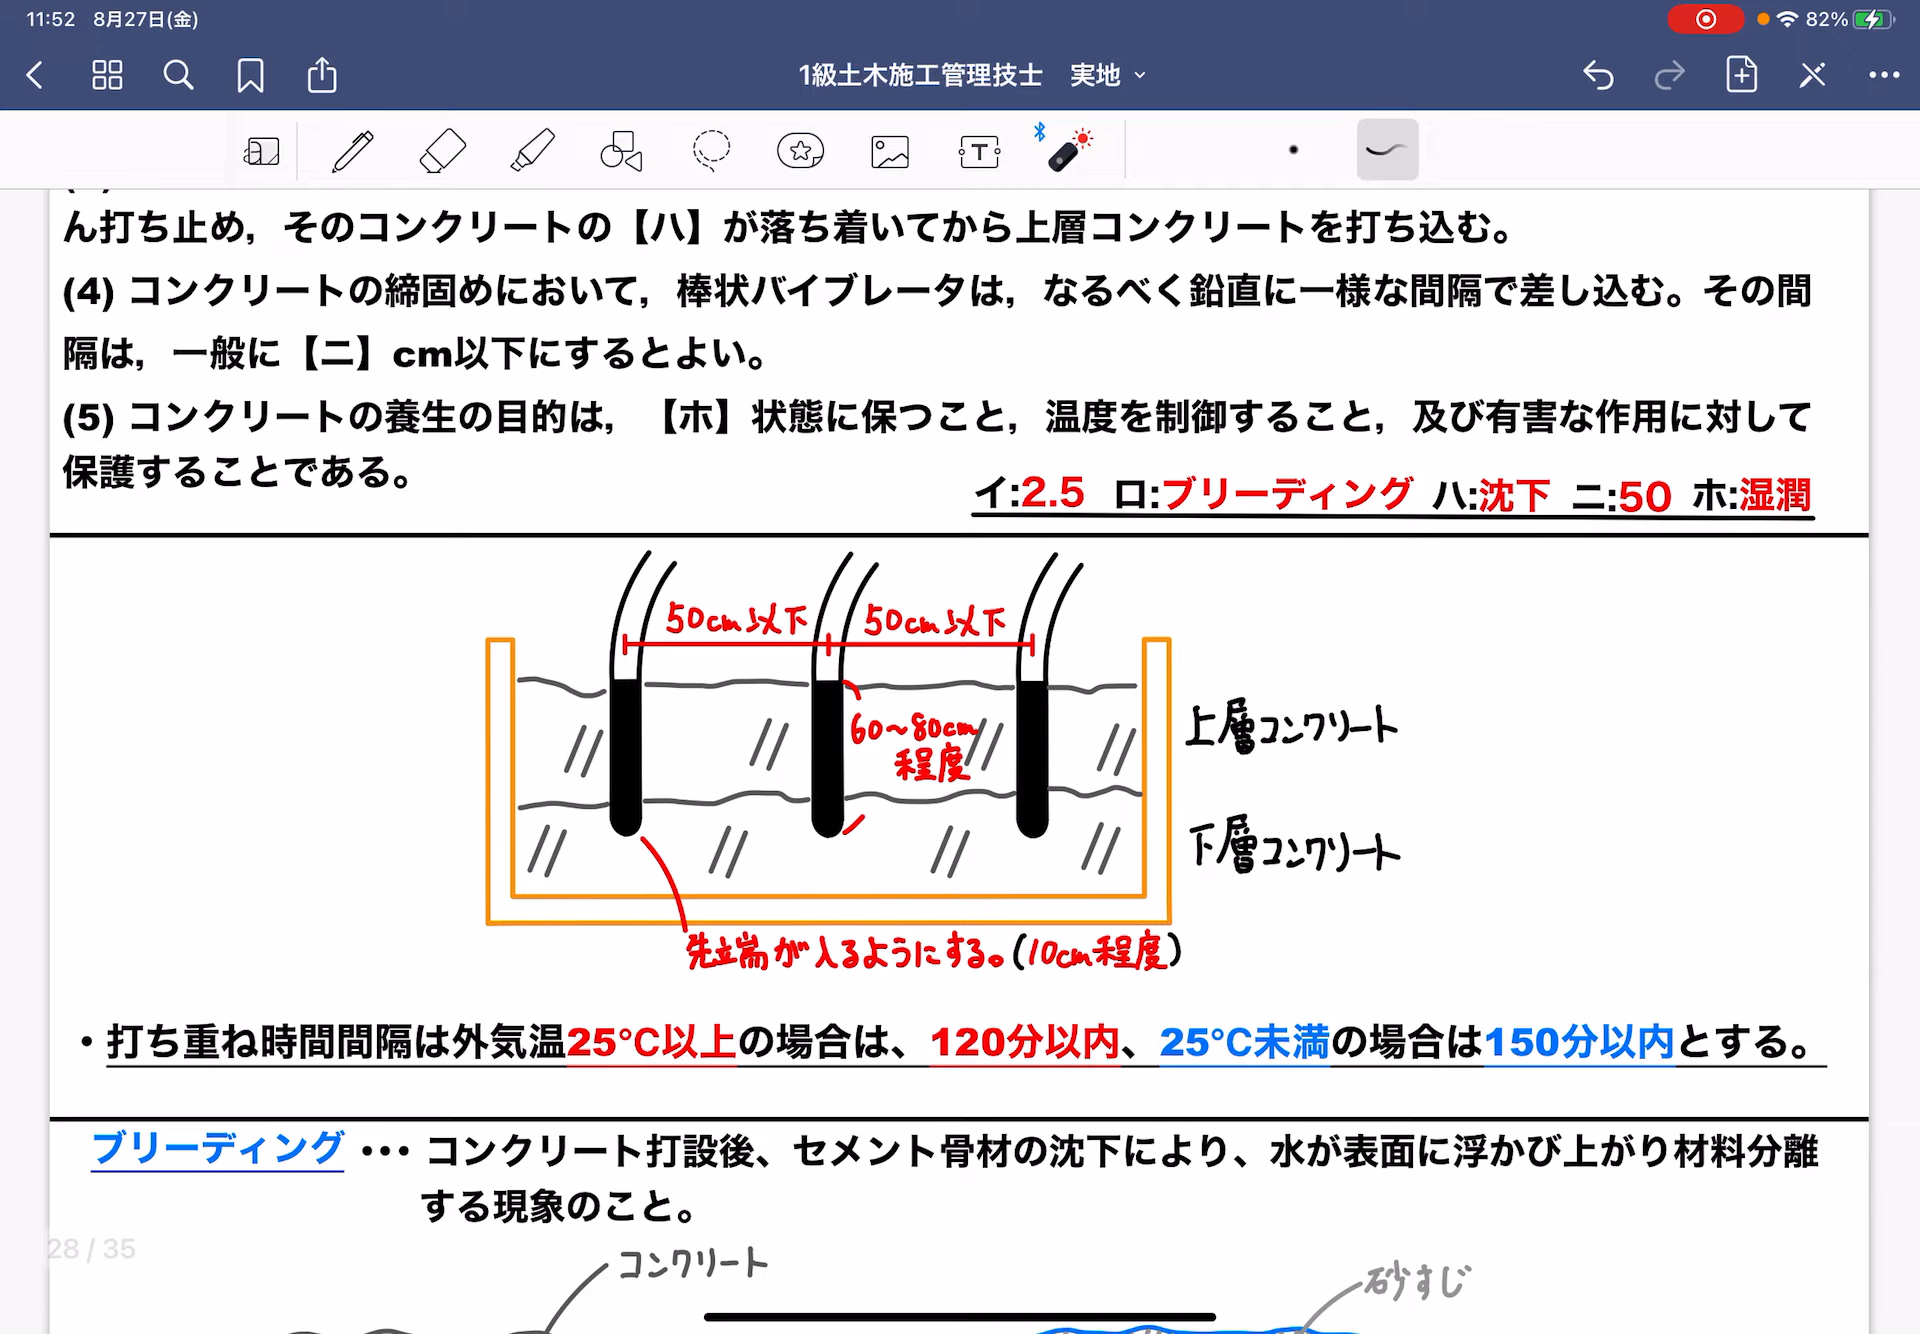 11:52 8月27日(金)
82%
1級土木施工管理技士 実地
ん打ち止め，そのコンクリートの【ハ】が落ち着いてから上層コンクリートを打ち込む。
(4) コンクリートの締固めにおいて，棒状バイブレータは，なるべく鉛直に一様な間隔で差し込む。その間
隔は，一般に【ニ】cm以下にするとよい。
(5) コンクリートの養生の目的は，【ホ】状態に保つこと，温度を制御すること，及び有害な作用に対して
保護することである。
イ:2.5 ロ:ブリーディング ハ:沈下 ニ:50 ホ:湿潤
50cm以下 50cm以下
60〜80cm
程度
上層コンクリート
下層コンクリート
先端が入るようにする。(10cm程度)
・打ち重ね時間間隔は外気温25℃以上の場合は、120分以内、25℃未満の場合は150分以内とする。
ブリーディング ･･･ コンクリート打設後、セメント骨材の沈下により、水が表面に浮かび上がり材料分離
する現象のこと。
28 / 35
コンクリート
砂すじ